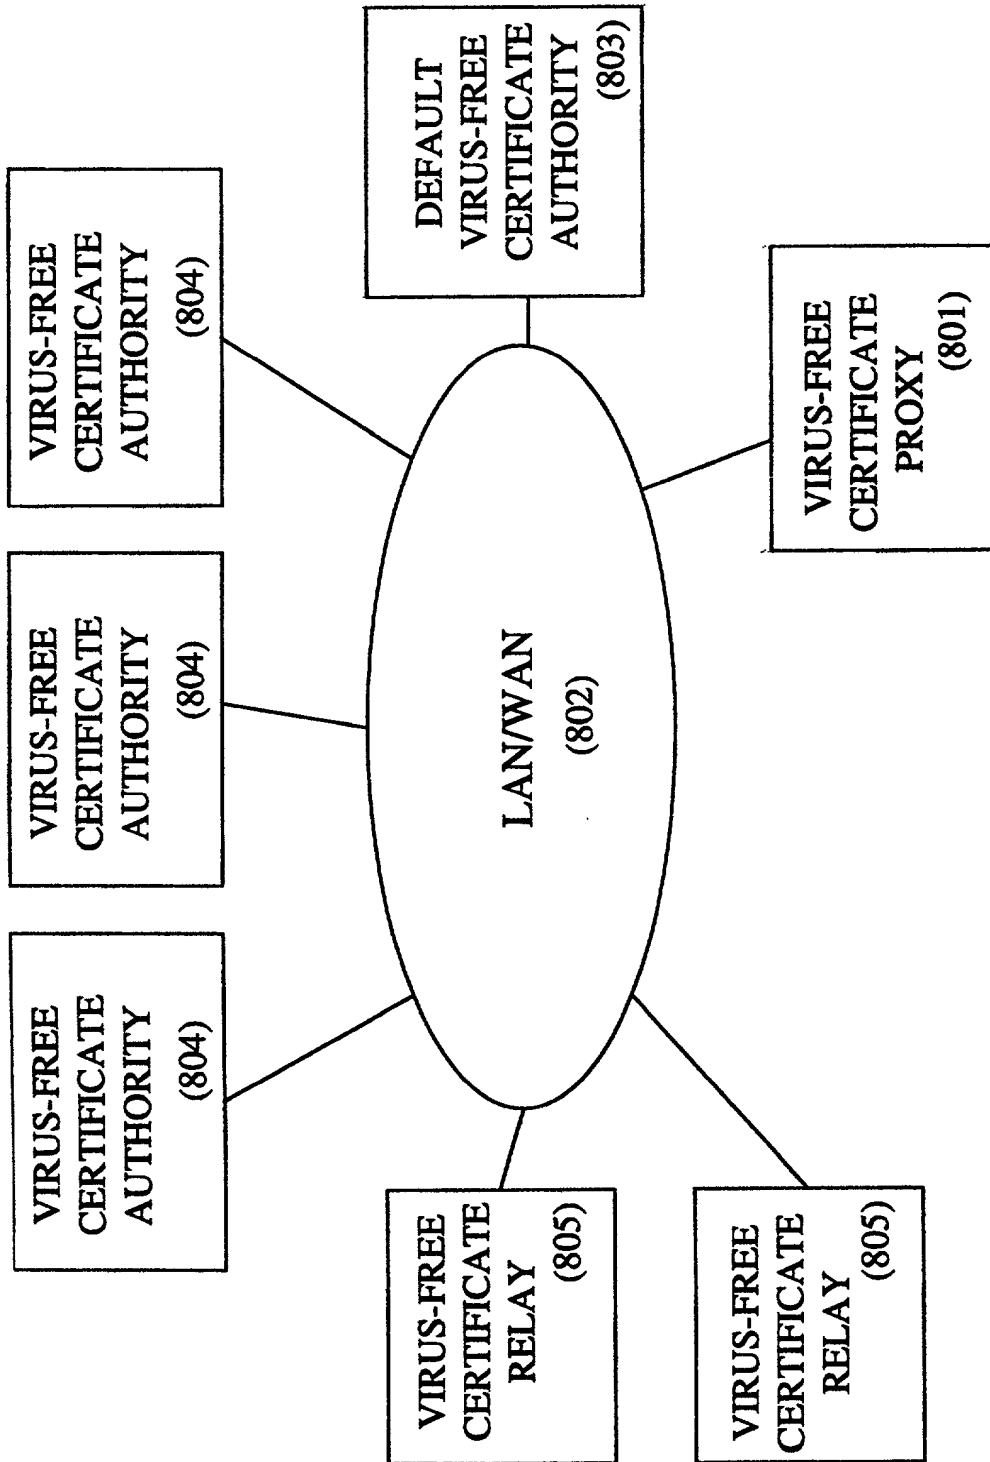 VIRUS-FREE
CERTIFICATE
AUTHORITY
(804)
VIRUS-FREE
CERTIFICATE
AUTHORITY
(804)
VIRUS-FREE
CERTIFICATE
AUTHORITY
(804)
VIRUS-FREE
CERTIFICATE
RELAY
(805)
LAN/WAN
(802)
DEFAULT
VIRUS-FREE
CERTIFICATE
AUTHORITY
(803)
VIRUS-FREE
CERTIFICATE
RELAY
(805)
VIRUS-FREE
CERTIFICATE
PROXY
(801)